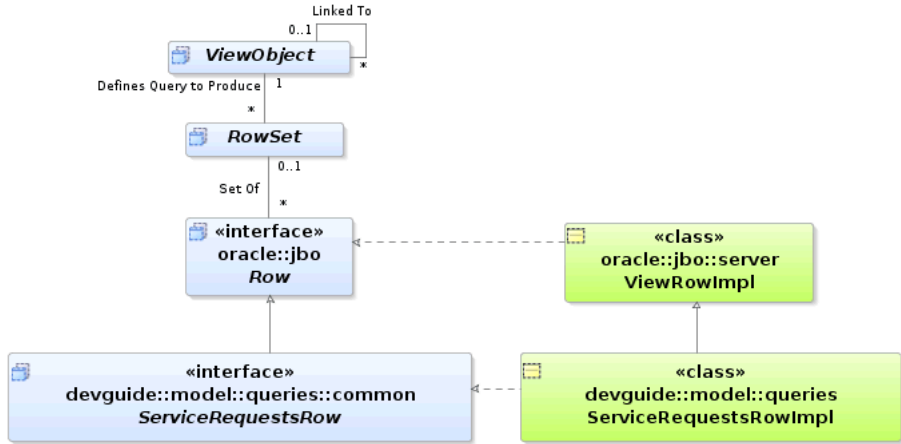 Linked To
0..1
ViewObject
*
Defines Query to Produce
1
*
RowSet
0..1
Set Of
*
«interface»
oracle::jbo
Row
«class»
oracle::jbo::server
ViewRowImpl
«interface»
devguide::model::queries::common
ServiceRequestsRow
«class»
devguide::model::queries
ServiceRequestsRowImpl